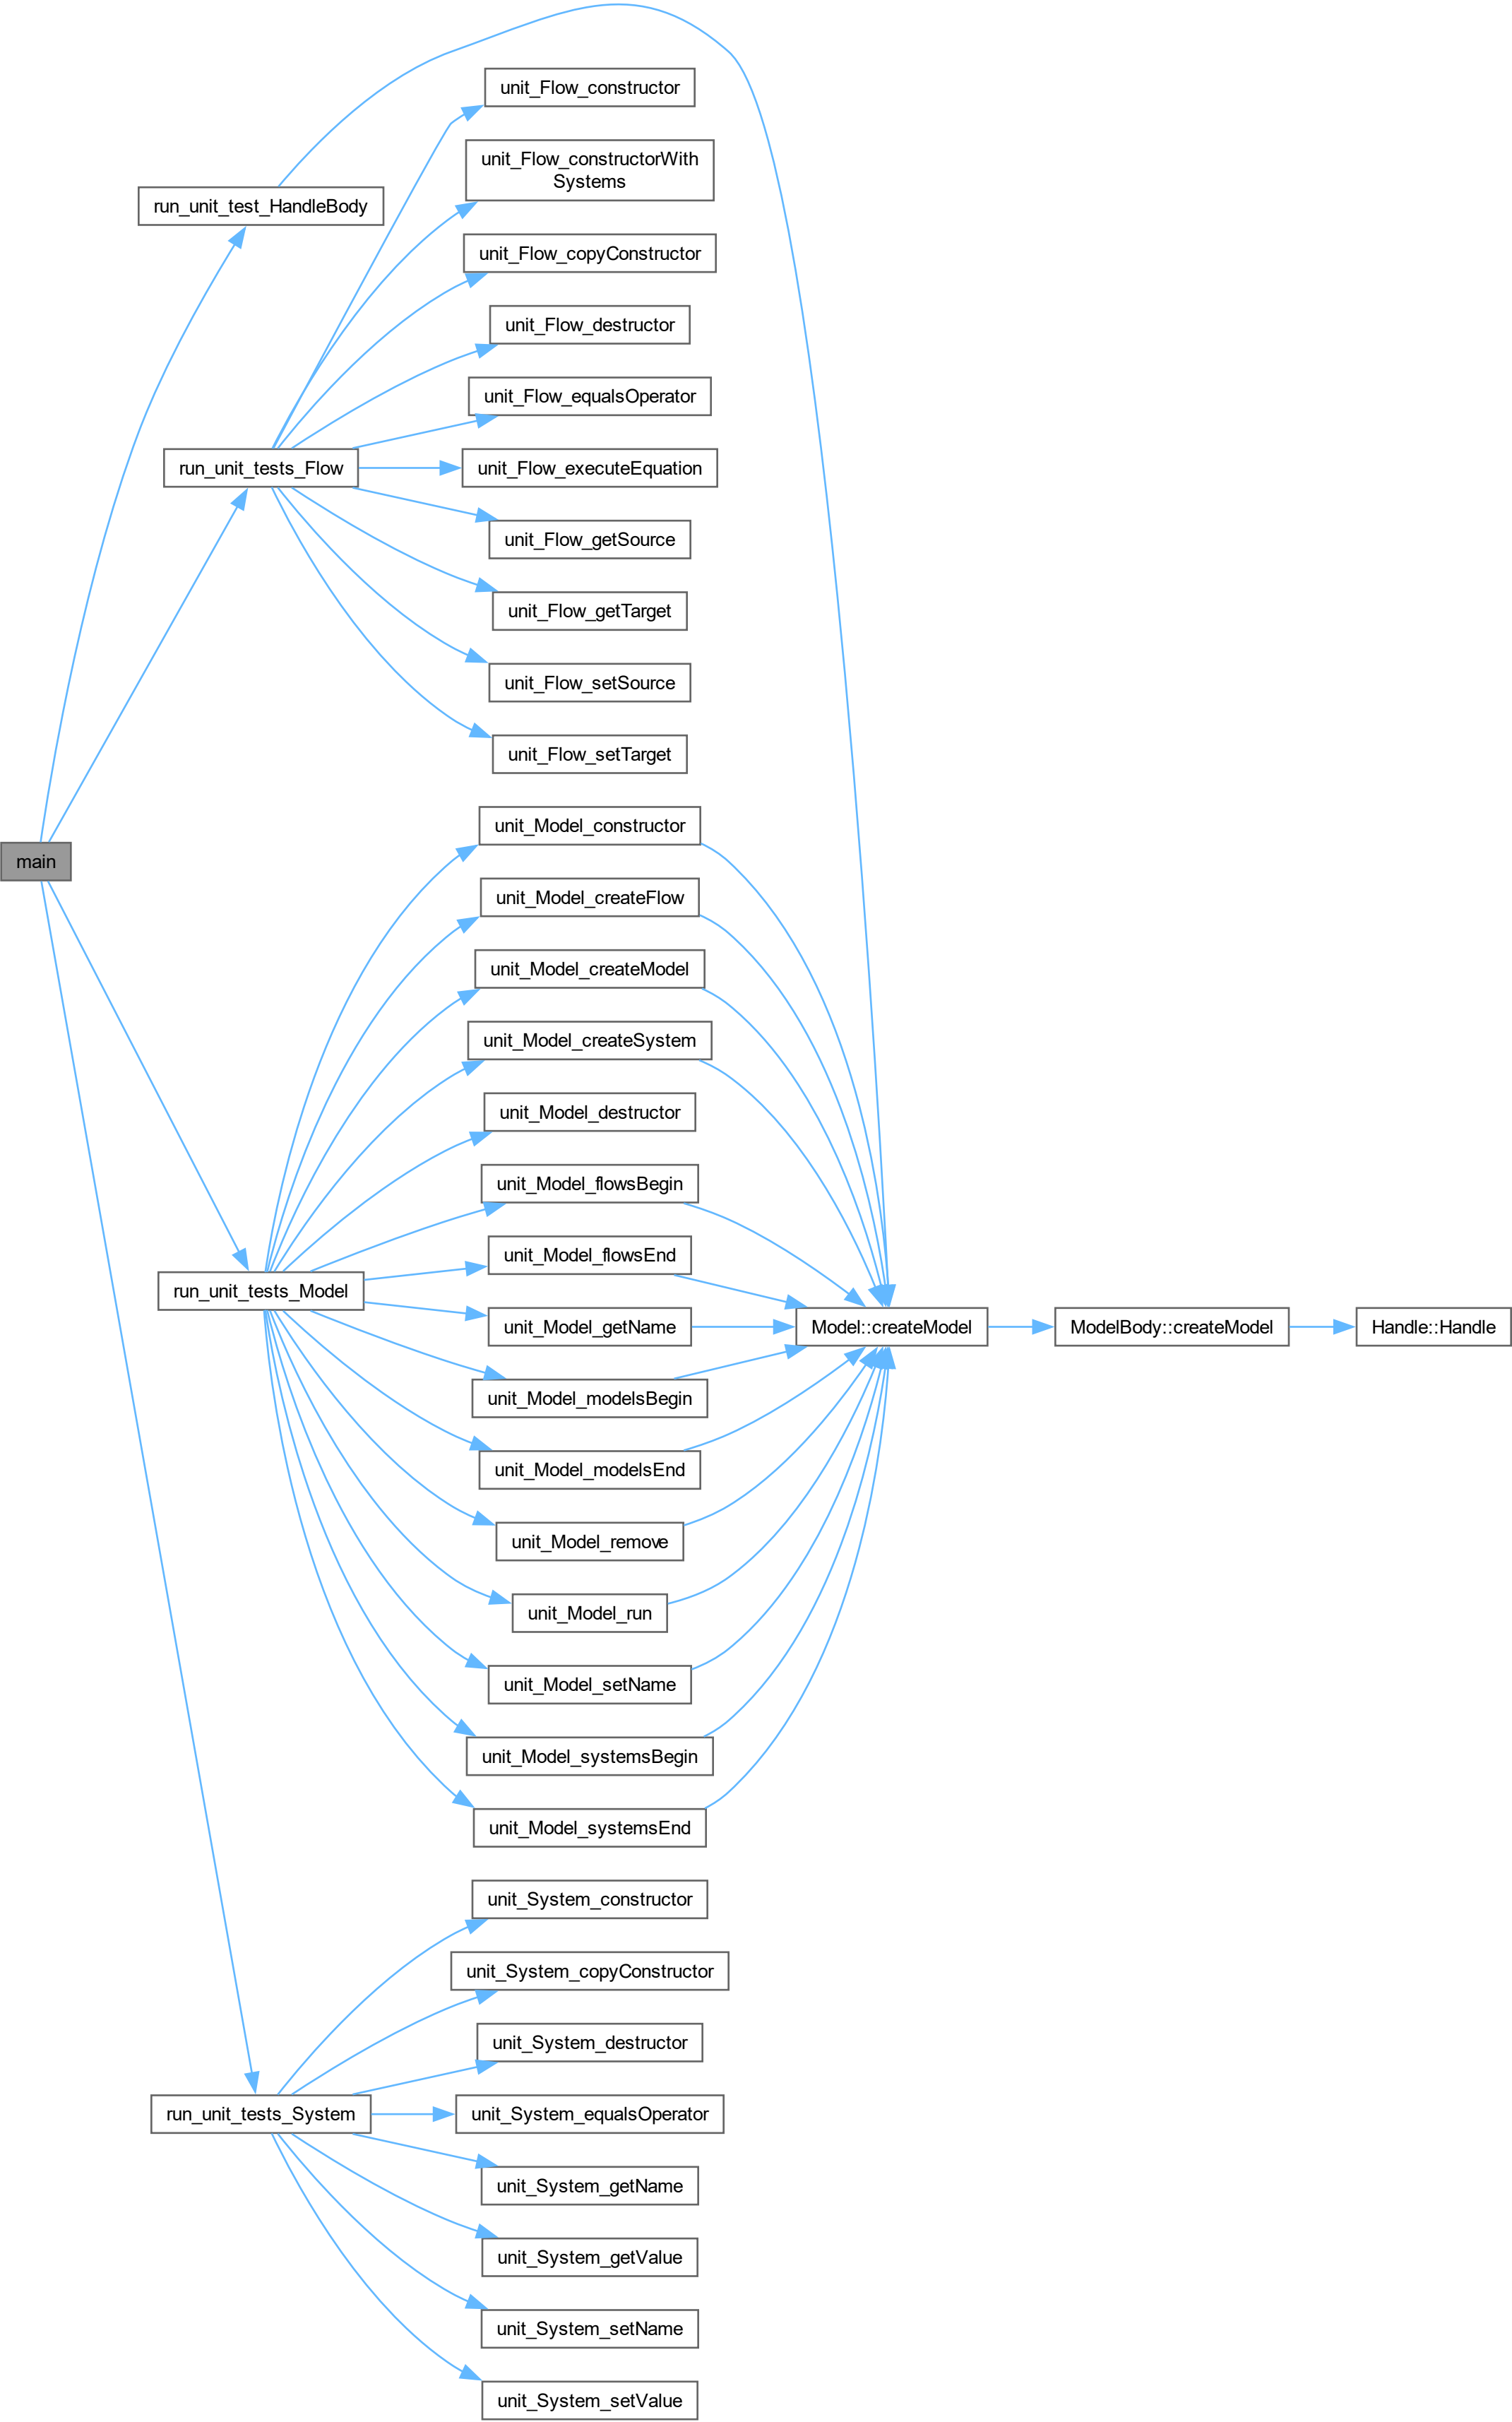 main
run_unit_test_HandleBody
run_unit_tests_Flow
run_unit_tests_Model
run_unit_tests_System
unit_Flow_constructor
unit_Flow_constructorWith
Systems
unit_Flow_copyConstructor
unit_Flow_destructor
unit_Flow_equalsOperator
unit_Flow_executeEquation
unit_Flow_getSource
unit_Flow_getTarget
unit_Flow_setSource
unit_Flow_setTarget
unit_Model_constructor
unit_Model_createFlow
unit_Model_createModel
unit_Model_createSystem
unit_Model_destructor
unit_Model_flowsBegin
unit_Model_flowsEnd
unit_Model_getName
unit_Model_modelsBegin
unit_Model_modelsEnd
unit_Model_remove
unit_Model_run
unit_Model_setName
unit_Model_systemsBegin
unit_Model_systemsEnd
unit_System_constructor
unit_System_copyConstructor
unit_System_destructor
unit_System_equalsOperator
unit_System_getName
unit_System_getValue
unit_System_setName
unit_System_setValue
Model::createModel
ModelBody::createModel
Handle::Handle